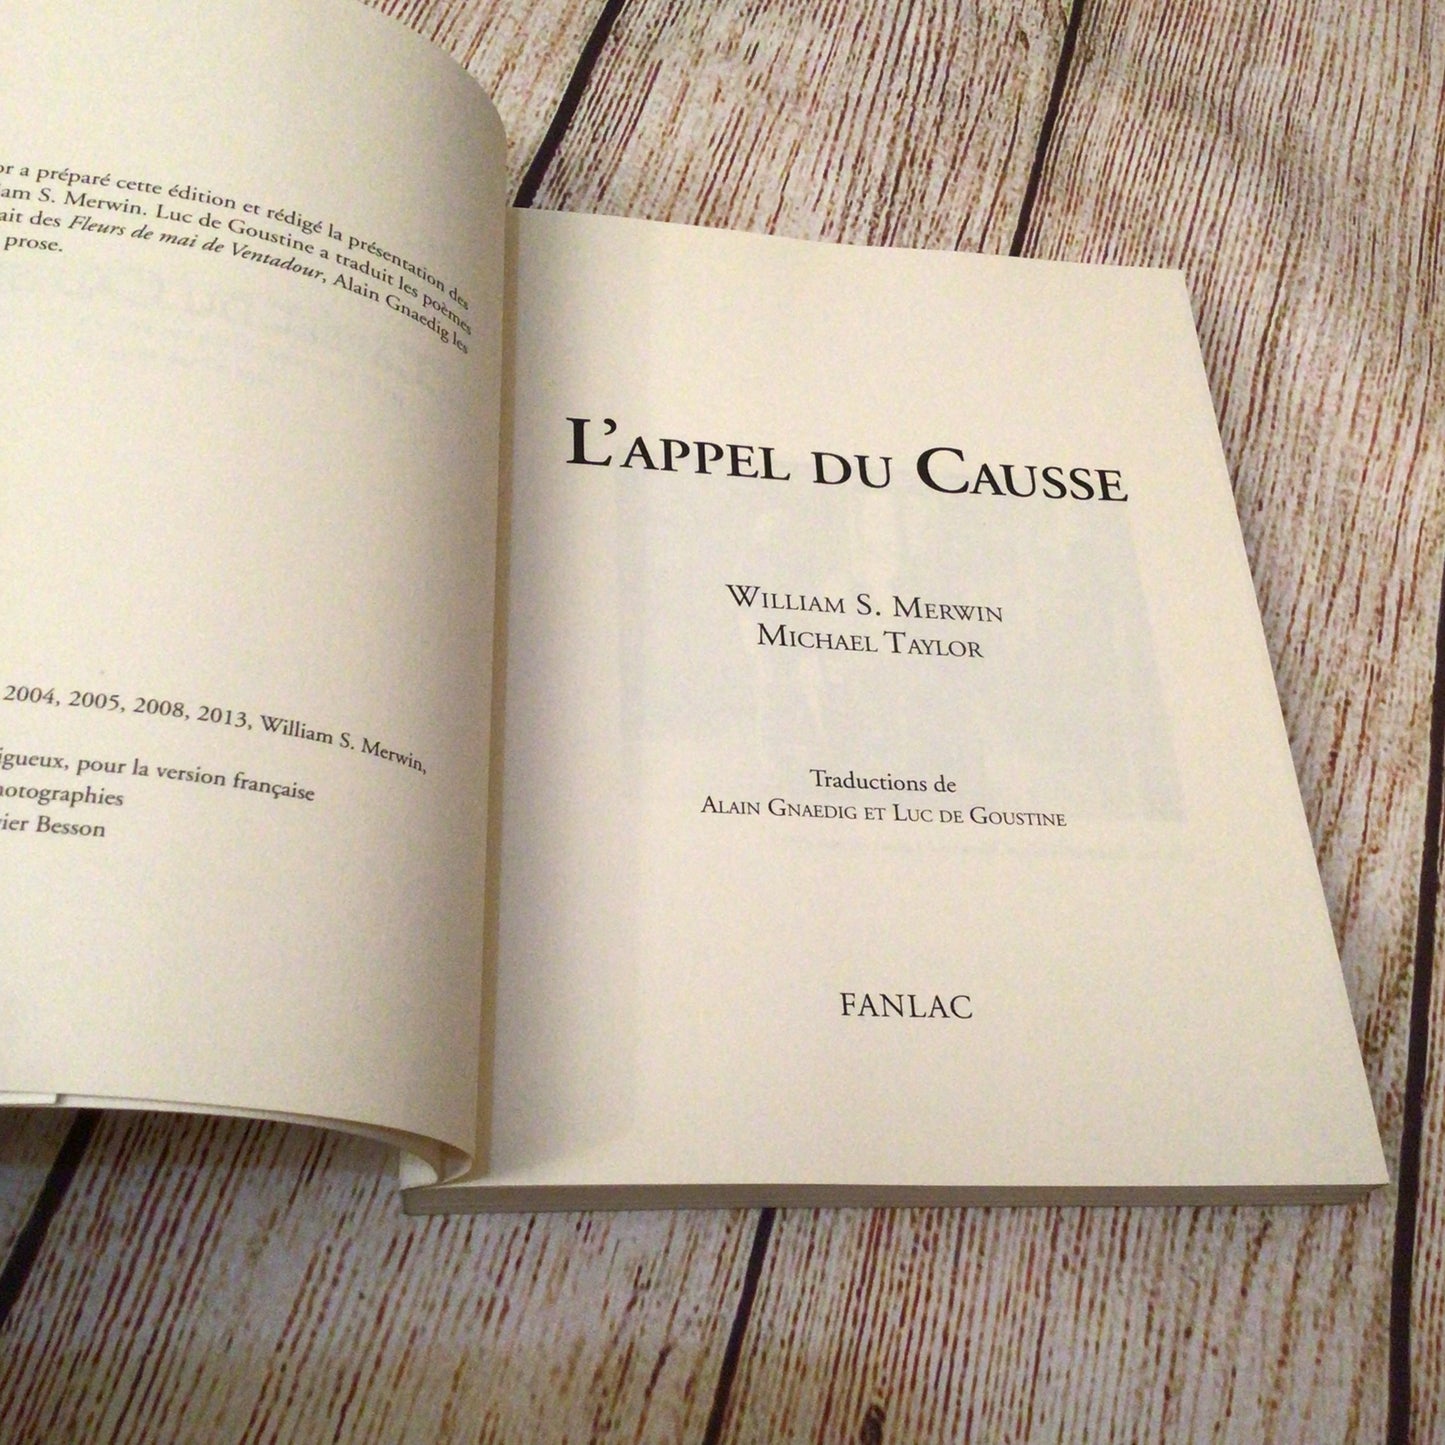 or a préparé cette édition et rédigé la présentation des
iam S. Merwin. Luc de Goustine a traduit les poèmes
ait des Fleurs de mai de Ventadour, Alain Gnaedig les
prose.
2004, 2005, 2008, 2013, William S. Merwin,
igueux, pour la version française
hotographies
ier Besson
L'APPEL DU CAUSSE
WILLIAM S. MERWIN
MICHAEL TAYLOR
Traductions de
ALAIN GNAEDIG ET LUC DE GOUSTINE
FANLAC